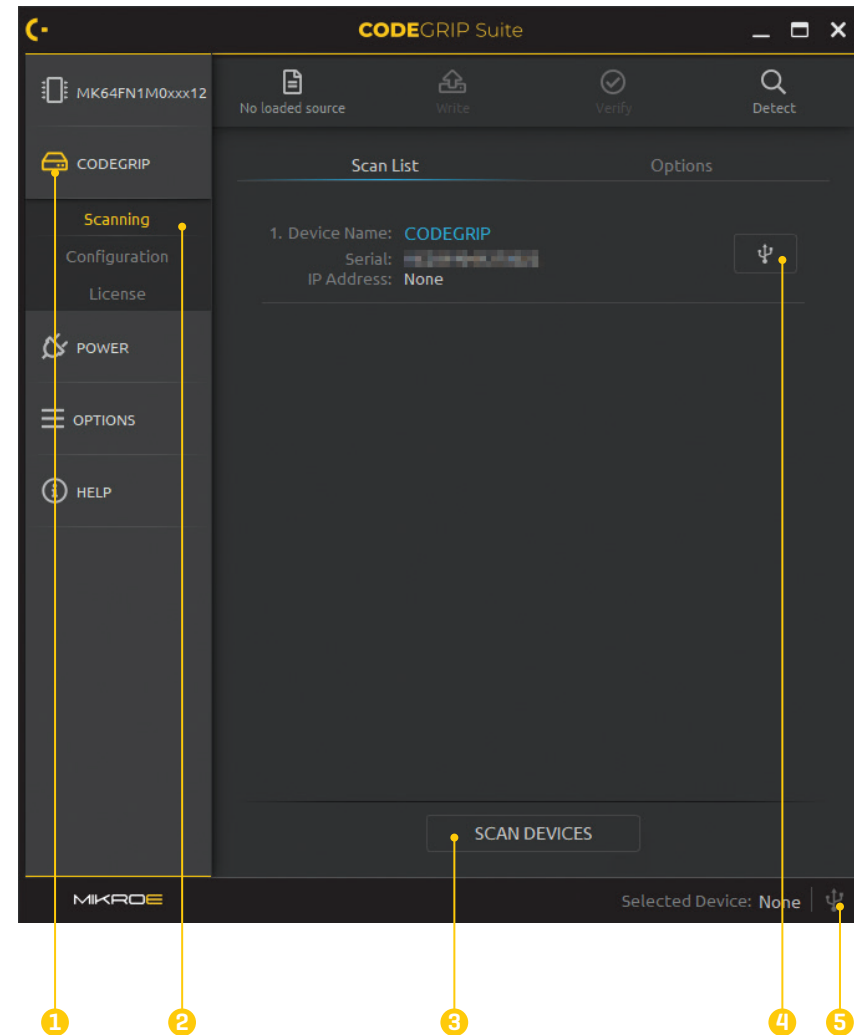 CODEGRIP Suite
MK64FN1M0xxx12
No loaded source
Write
Verify
Detect
CODEGRIP
Scan List
Options
Scanning
Configuration
License
1. Device Name: CODEGRIP
Serial:
IP Address: None
POWER
OPTIONS
HELP
SCAN DEVICES
MIKROE
Selected Device: None
1 2 3 4 5